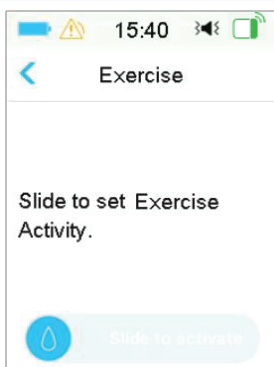 15:40
Exercise
Slide to set Exercise
Activity.
Slide to activate